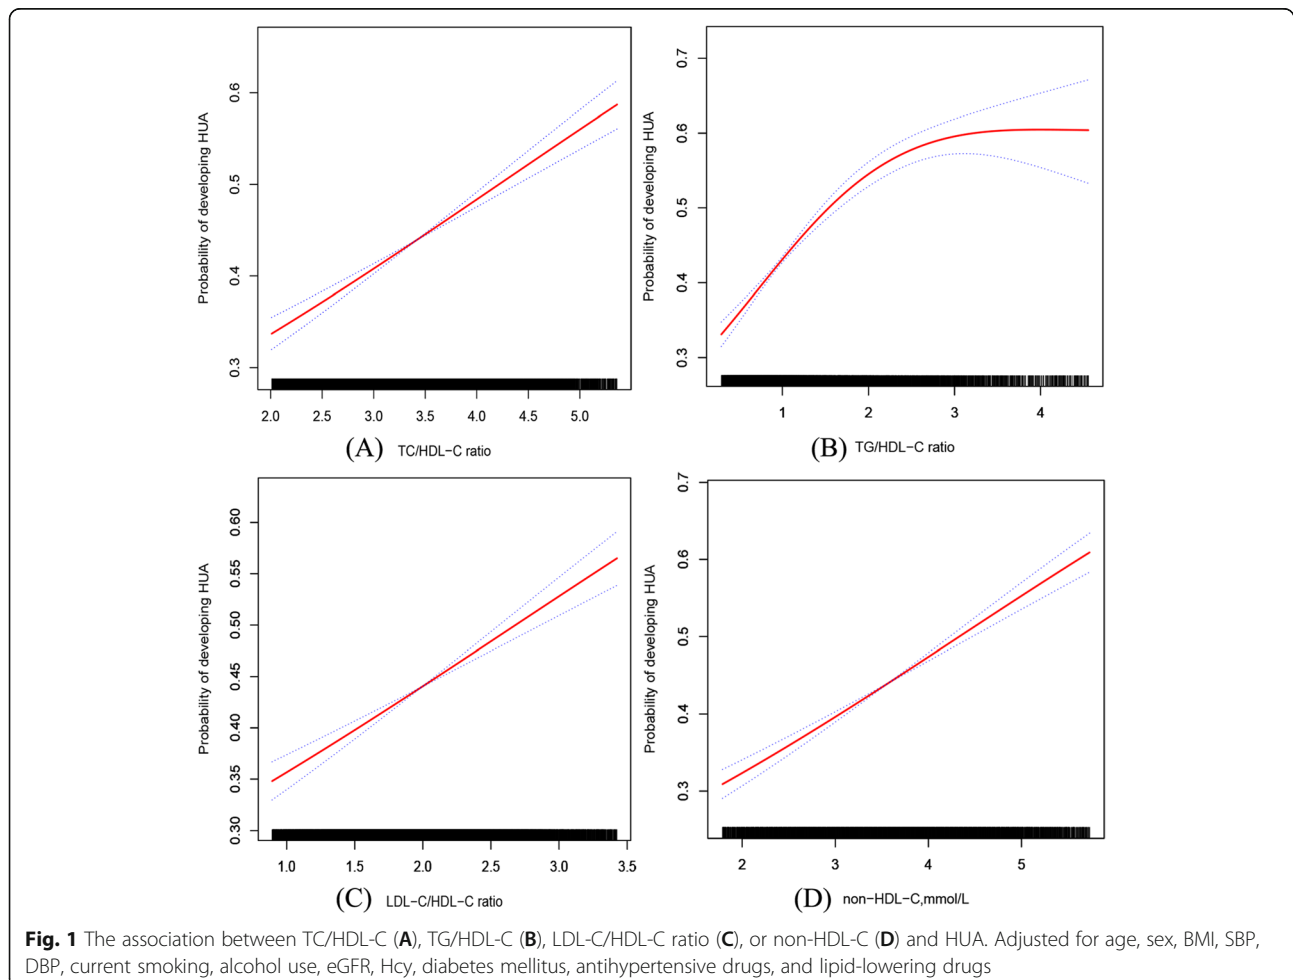 Probability of developing HUA
0.6
0.5
0.4
0.3
2.0 2.5 3.0 3.5 4.0 4.5 5.0
(A) TC/HDL−C ratio
Probability of developing HUA
0.7
0.6
0.5
0.4
0.3
1 2 3 4
(B) TG/HDL−C ratio
Probability of developing HUA
0.60
0.55
0.50
0.45
0.40
0.35
0.30
1.0 1.5 2.0 2.5 3.0 3.5
(C) LDL−C/HDL−C ratio
Probability of developing HUA
0.7
0.6
0.5
0.4
0.3
2 3 4 5
(D) non−HDL−C,mmol/L
Fig. 1 The association between TC/HDL-C (A), TG/HDL-C (B), LDL-C/HDL-C ratio (C), or non-HDL-C (D) and HUA. Adjusted for age, sex, BMI, SBP,
DBP, current smoking, alcohol use, eGFR, Hcy, diabetes mellitus, antihypertensive drugs, and lipid-lowering drugs